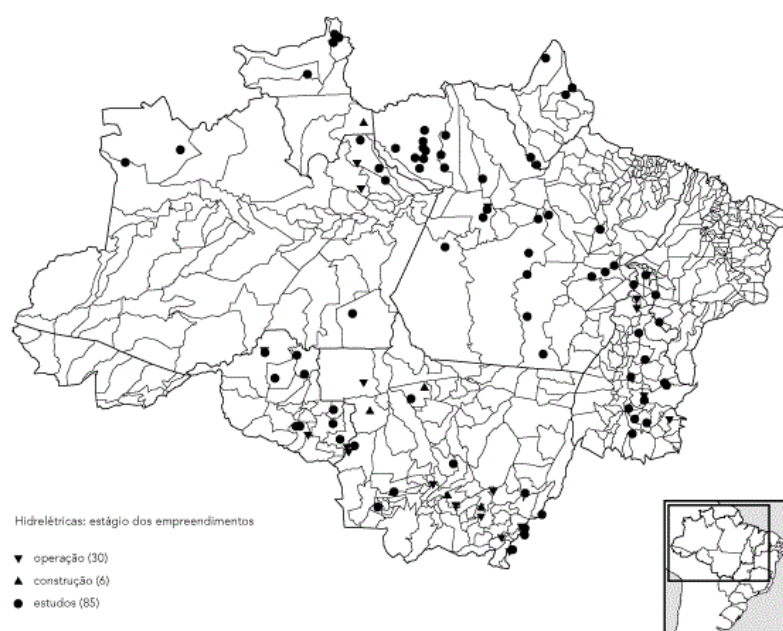 Hidrelétricas: estágio dos empreendimentos
operação (30)
construção (6)
estudos (85)